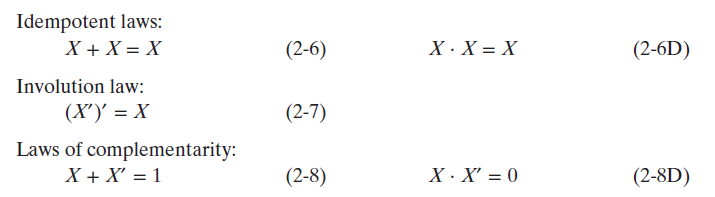 Idempotent laws:
X + X = X (2-6) X · X = X (2-6D)
Involution law:
(X′)′ = X (2-7)
Laws of complementarity:
X + X′ = 1 (2-8) X · X′ = 0 (2-8D)